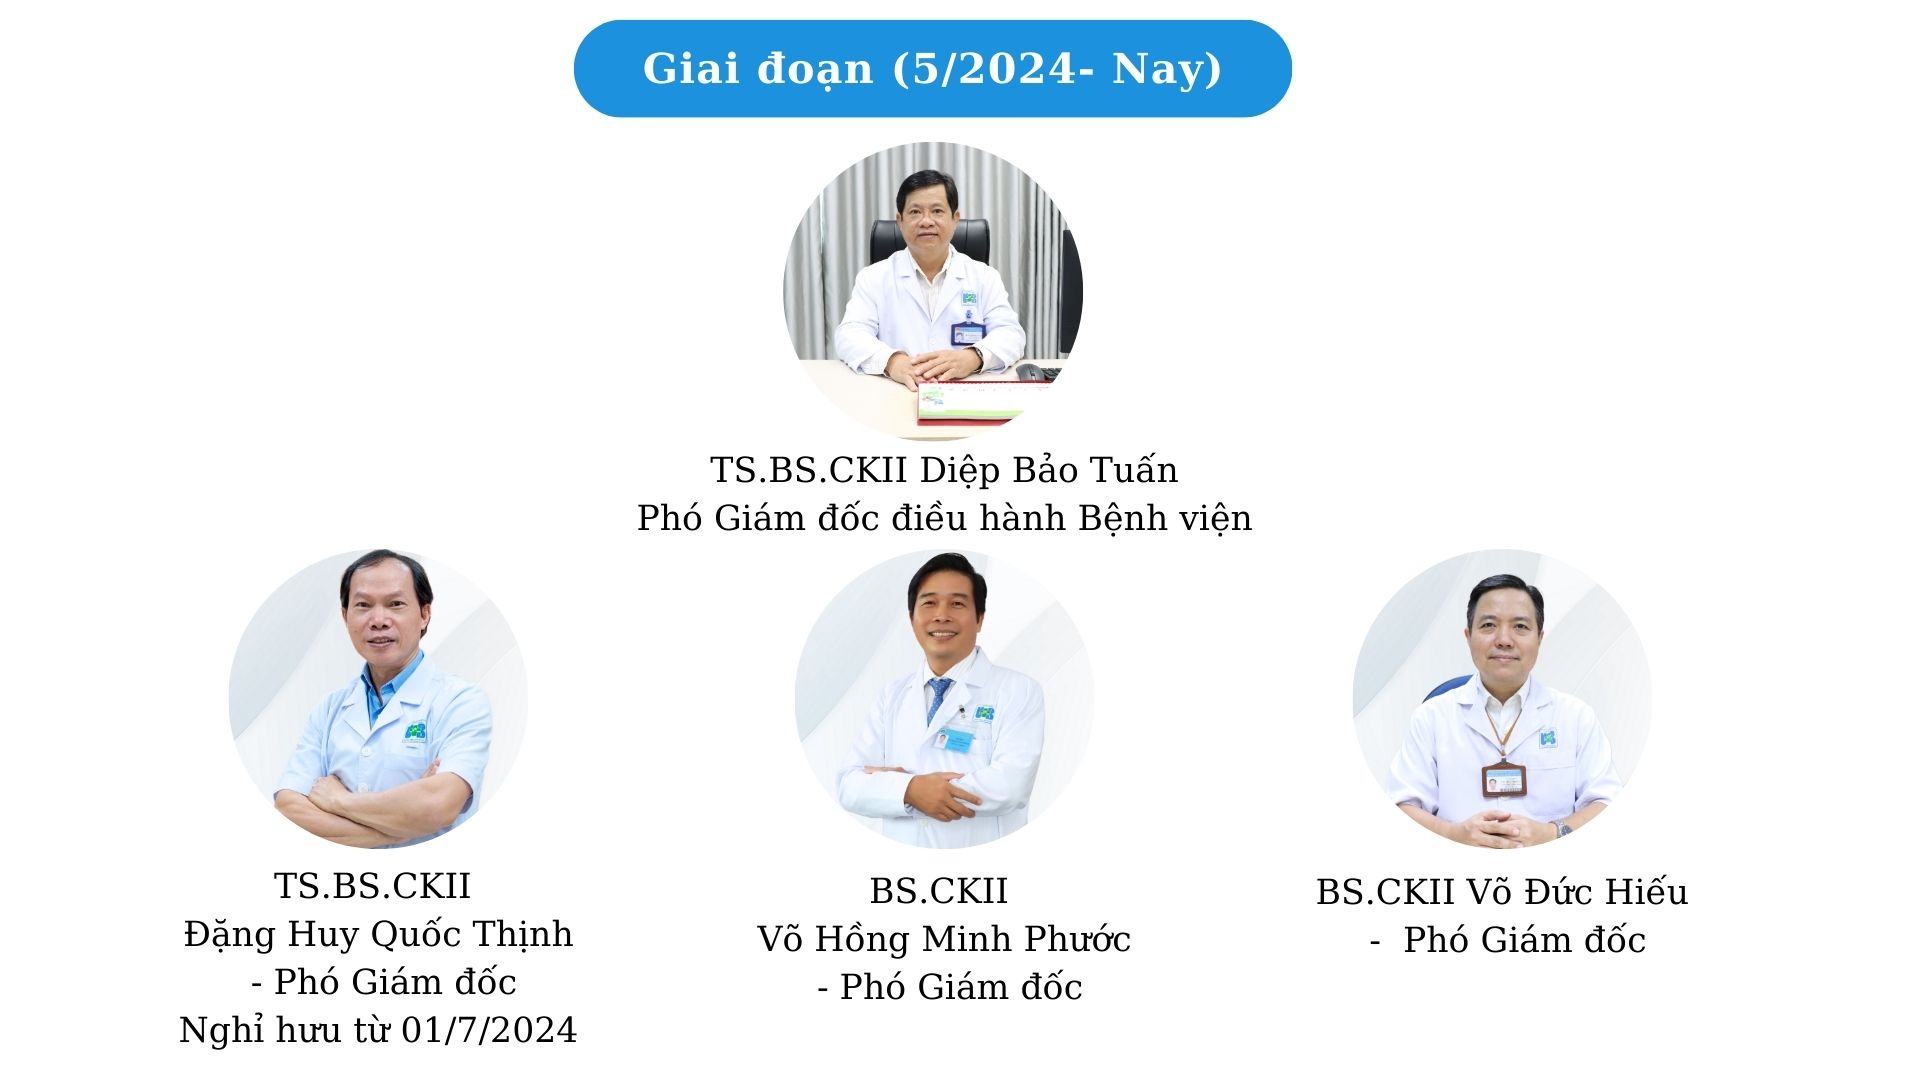 Giai đoạn (5/2024- Nay)
TS.BS.CKII Diệp Bảo Tuấn
Phó Giám đốc điều hành Bệnh viện
TS.BS.CKII
Đặng Huy Quốc Thịnh
- Phó Giám đốc
Nghỉ hưu từ 01/7/2024
BS.CKII
Võ Hồng Minh Phước
- Phó Giám đốc
BS.CKII Võ Đức Hiếu
-  Phó Giám đốc